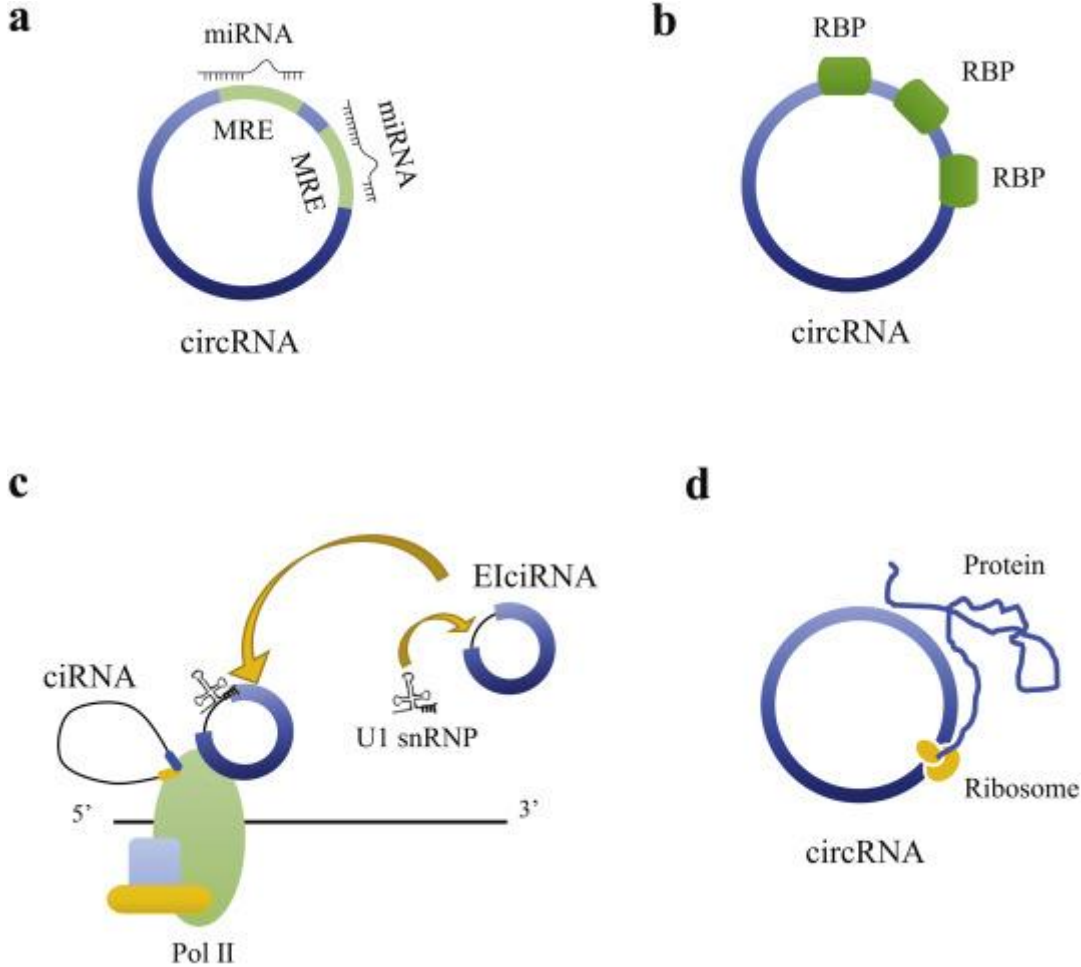 a
miRNA
MRE
miRNA
MRE
circRNA
b
RBP
RBP
RBP
circRNA
c
EIciRNA
ciRNA
U1 snRNP
5’
3’
Pol II
d
Protein
Ribosome
circRNA